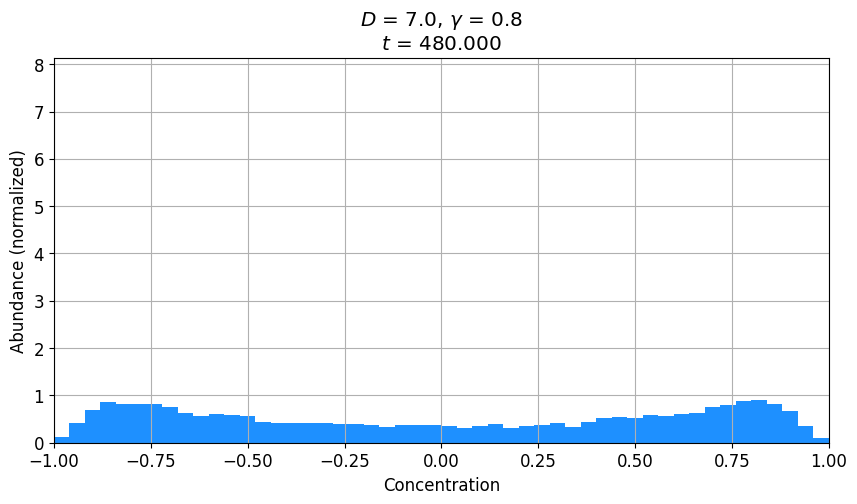 D = 7.0, γ = 0.8
t = 480.000
Abundance (normalized)
8
7
6
5
4
3
2
1
0
−1.00 −0.75 −0.50 −0.25 0.00 0.25 0.50 0.75 1.00
Concentration